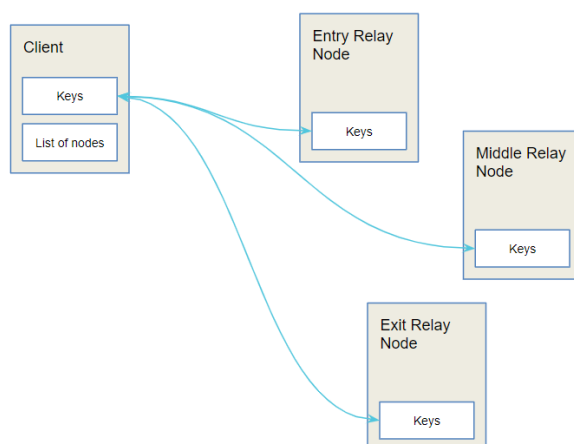 Client
Keys
List of nodes
Entry Relay
Node
Keys
Middle Relay
Node
Keys
Exit Relay
Node
Keys